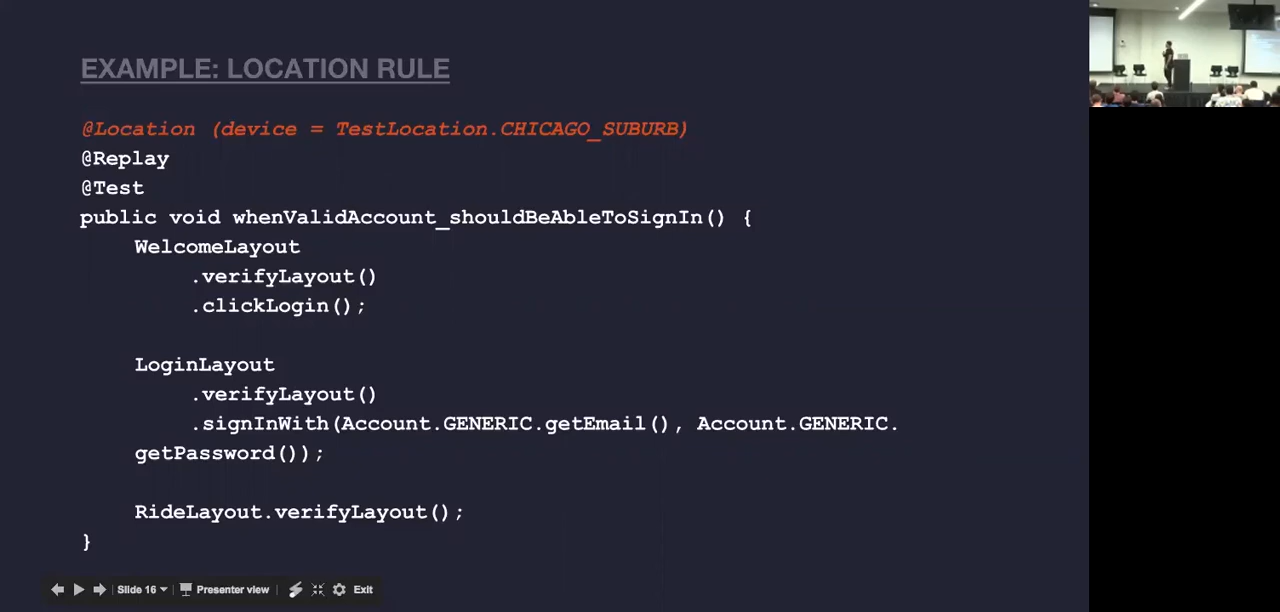 EXAMPLE: LOCATION RULE
@Location (device = TestLocation.CHICAGO_SUBURB)
@Replay
@Test
public void whenValidAccount_shouldBeAbleToSignIn() {
WelcomeLayout
.verifyLayout()
.clickLogin();
LoginLayout
.verifyLayout()
.signInWith(Account.GENERIC.getEmail(), Account.GENERIC.
getPassword());
RideLayout.verifyLayout();
}
Slide 16 Presenter view Exit